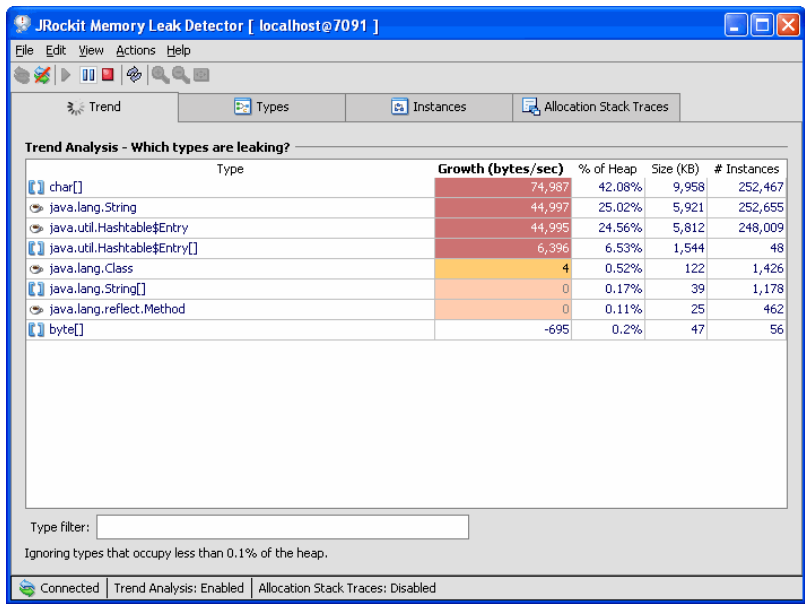 JRockit Memory Leak Detector [ localhost@7091 ]
File Edit View Actions Help
Trend Types Instances Allocation Stack Traces
Trend Analysis - Which types are leaking?
Type Growth (bytes/sec) % of Heap Size (KB) # Instances
char[] 74,987 42.08% 9,958 252,467
java.lang.String 44,997 25.02% 5,921 252,655
java.util.Hashtable$Entry 44,995 24.56% 5,812 248,009
java.util.Hashtable$Entry[] 6,396 6.53% 1,544 48
java.lang.Class 4 0.52% 122 1,426
java.lang.String[] 0 0.17% 39 1,178
java.lang.reflect.Method 0 0.11% 25 462
byte[] -695 0.2% 47 56
Type filter:
Ignoring types that occupy less than 0.1% of the heap.
Connected Trend Analysis: Enabled Allocation Stack Traces: Disabled